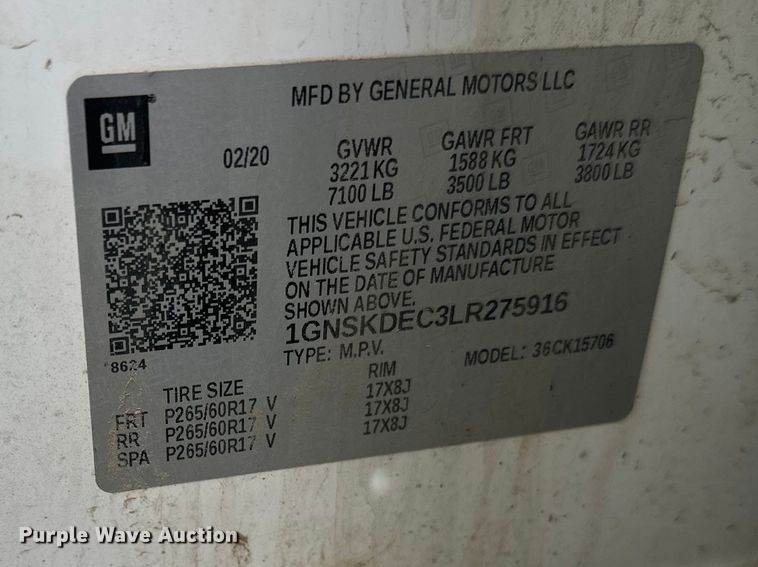 MFD BY GENERAL MOTORS LLC
GM
02/20
GVWR GAWR FRT GAWR RR
3221 KG 1588 KG 1724 KG
7100 LB 3500 LB 3800 LB
THIS VEHICLE CONFORMS TO ALL
APPLICABLE U.S. FEDERAL MOTOR
VEHICLE SAFETY STANDARDS IN EFFECT
ON THE DATE OF MANUFACTURE
SHOWN ABOVE.
1GNSKDEC3LR275916
8624
TYPE: M.P.V. MODEL: 36CK15706
TIRE SIZE RIM
FRT P265/60R17 V 17X8J
RR P265/60R17 V 17X8J
SPA P265/60R17 V 17X8J
Purple Wave Auction